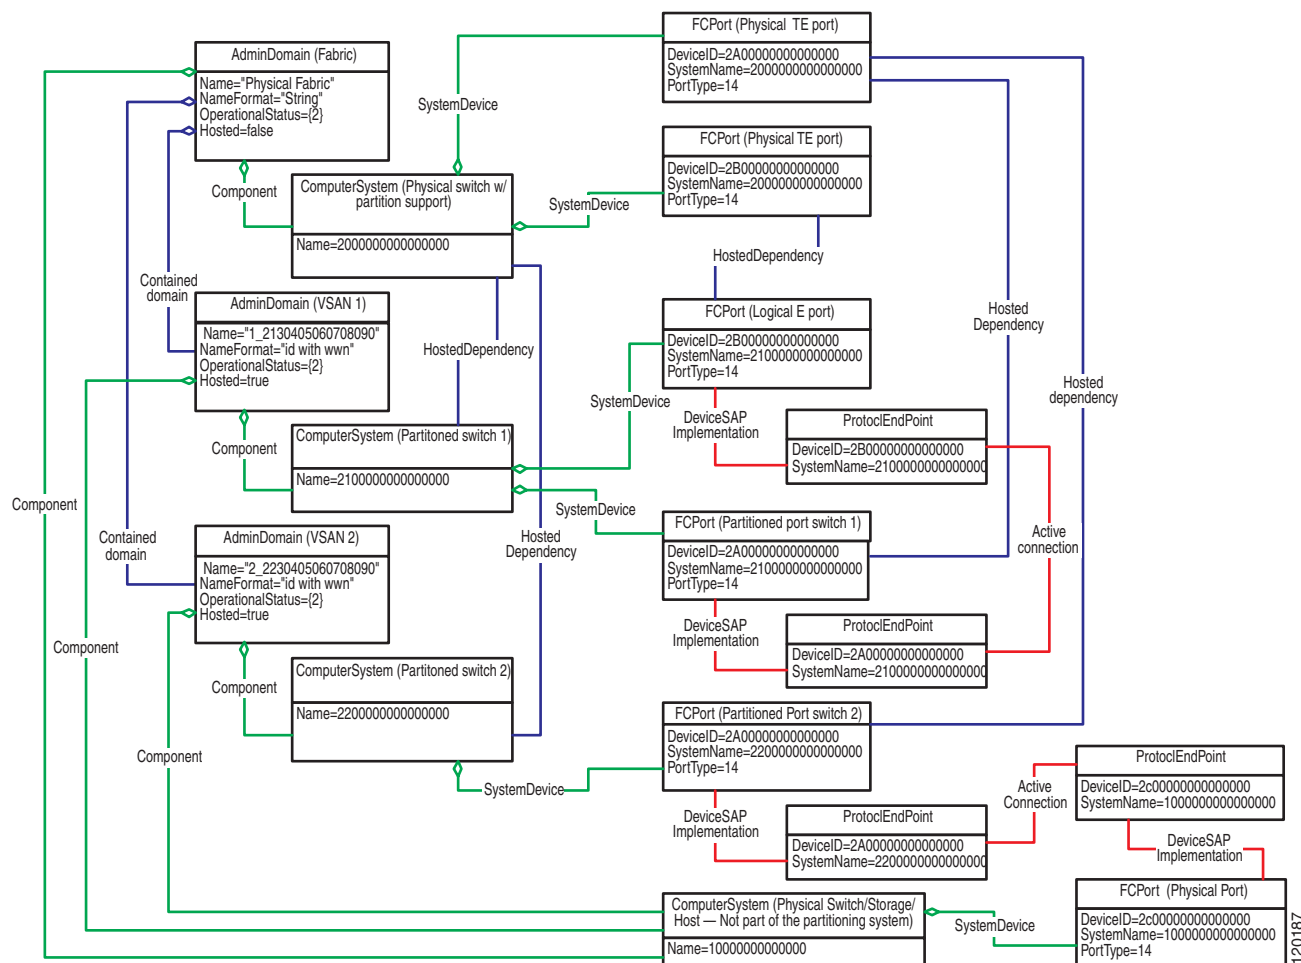 AdminDomain (Fabric)
Name="Physical Fabric"
NameFormat="String"
OperationalStatus={2}
Hosted=false
Component
ComputerSystem (Physical switch w/
partition support)
Name=2000000000000000
SystemDevice
FCPort (Physical TE port)
DeviceID=2A00000000000000
SystemName=2000000000000000
PortType=14
FCPort (Physical TE port)
DeviceID=2B00000000000000
SystemName=2000000000000000
PortType=14
SystemDevice
HostedDependency
Contained
domain
AdminDomain (VSAN 1)
Name="1_2130405060708090"
NameFormat="id with wwn"
OperationalStatus={2}
Hosted=true
HostedDependency
FCPort (Logical E port)
DeviceID=2B00000000000000
SystemName=2100000000000000
PortType=14
Hosted
Dependency
Hosted
dependency
SystemDevice
DeviceSAP
Implementation
ProtoclEndPoint
DeviceID=2B00000000000000
SystemName=2100000000000000
Component
ComputerSystem (Partitoned switch 1)
Name=2100000000000000
Component
SystemDevice
Contained
domain
Hosted
Dependency
Active
connection
FCPort (Partitioned port switch 1)
DeviceID=2A00000000000000
SystemName=2100000000000000
PortType=14
AdminDomain (VSAN 2)
Name="2_2230405060708090"
NameFormat="id with wwn"
OperationalStatus={2}
Hosted=true
DeviceSAP
Implementation
ProtoclEndPoint
DeviceID=2A00000000000000
SystemName=2100000000000000
Component
Component
ComputerSystem (Partitoned switch 2)
Name=2200000000000000
FCPort (Partitioned Port switch 2)
DeviceID=2A00000000000000
SystemName=2200000000000000
PortType=14
Component
SystemDevice
DeviceSAP
Implementation
ProtoclEndPoint
DeviceID=2A00000000000000
SystemName=2200000000000000
Active
Connection
ProtoclEndPoint
DeviceID=2c00000000000000
SystemName=1000000000000000
DeviceSAP
Implementation
ComputerSystem (Physical Switch/Storage/
Host — Not part of the partitioning system)
Name=10000000000000
SystemDevice
FCPort (Physical Port)
DeviceID=2c00000000000000
SystemName=1000000000000000
PortType=14
120187